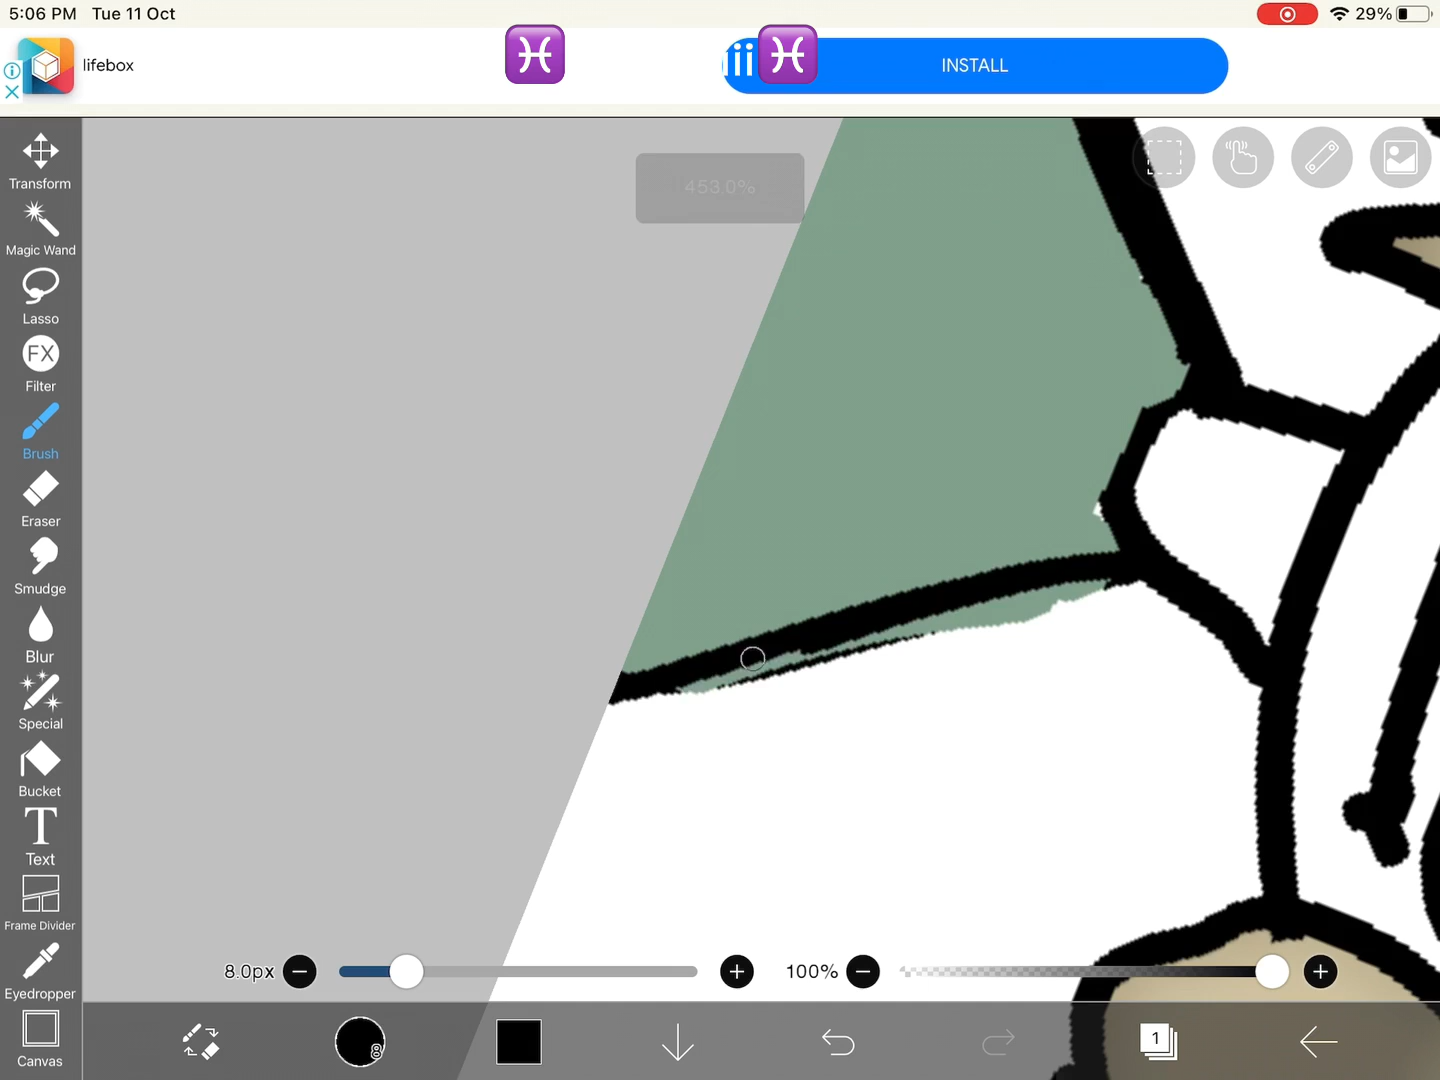 5:06 PM Tue 11 Oct
29%
lifebox
♓ ii ♓
INSTALL
453.0%
Transform
Magic Wand
Lasso
FX
Filter
Brush
Eraser
Smudge
Blur
Special
Bucket
T
Text
Frame Divider
Eyedropper
Canvas
8.0px
100%
8
1